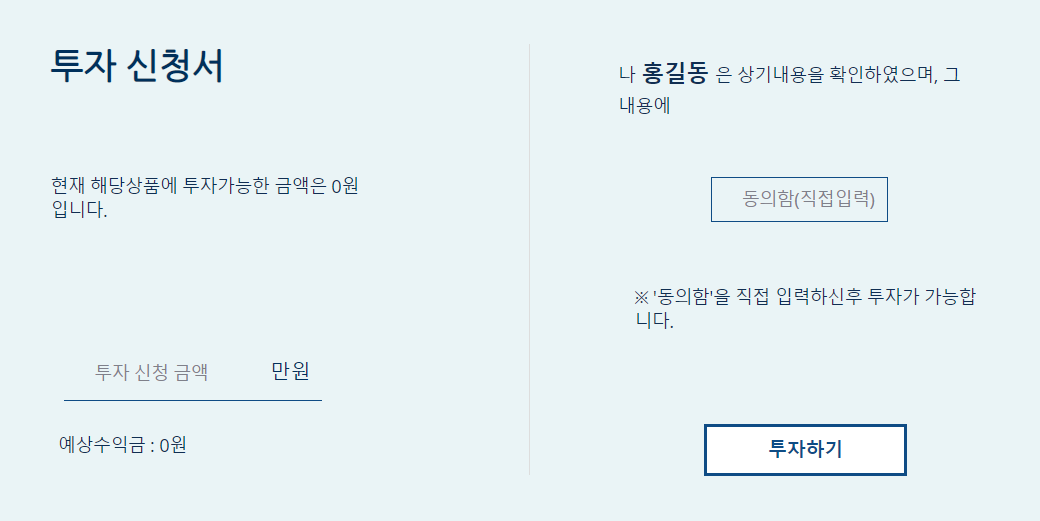 투자 신청서
현재 해당상품에 투자가능한 금액은 0원
입니다.
투자 신청 금액 만원
예상수익금 : 0원
나 홍길동 은 상기내용을 확인하였으며, 그
내용에
동의함(직접입력)
※ '동의함'을 직접 입력하신후 투자가 가능합
니다.
투자하기